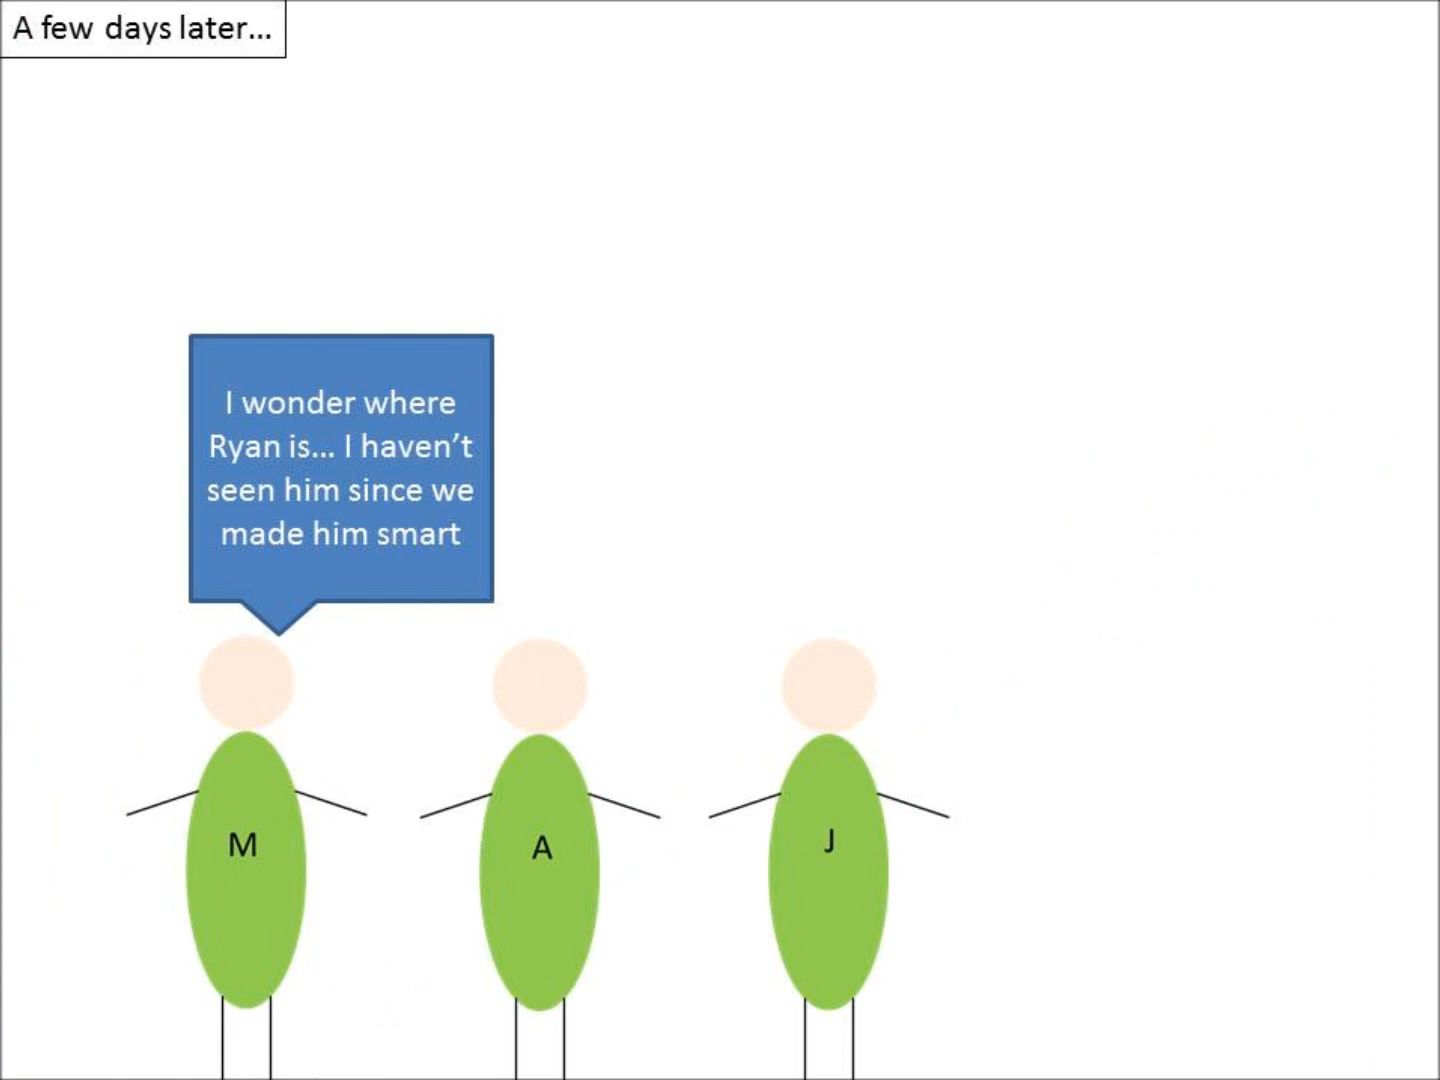 A few days later...
I wonder where
Ryan is... I haven’t
seen him since we
made him smart
M
A
J